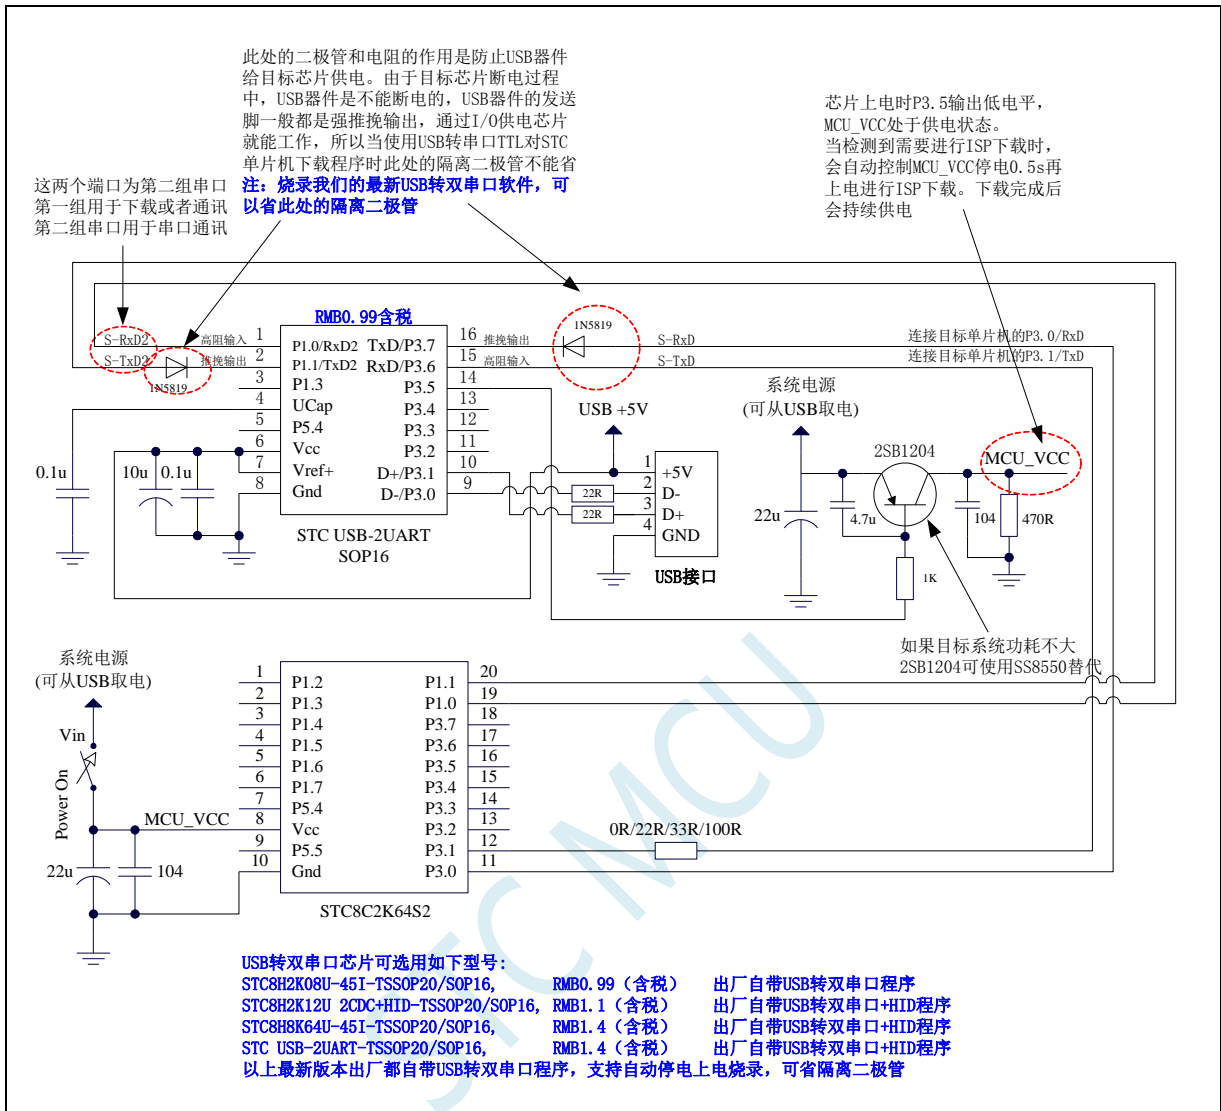 此处的二极管和电阻的作用是防止USB器件
给目标芯片供电。由于目标芯片断电过程
中，USB器件是不能断电的，USB器件的发送
脚一般都是强推挽输出，通过I/O供电芯片
就能工作，所以当使用USB转串口TTL对STC
单片机下载程序时此处的隔离二极管不能省
注：烧录我们的最新USB转双串口软件，可
以省此处的隔离二极管
芯片上电时P3.5输出低电平，
MCU_VCC处于供电状态。
当检测到需要进行ISP下载时，
会自动控制MCU_VCC停电0.5s再
上电进行ISP下载。下载完成后
会持续供电
这两个端口为第二组串口
第一组用于下载或者通讯
第二组串口用于串口通讯
RMB0.99含税
S-RxD2
高阻输入
1
P1.0/RxD2
TxD/P3.7
16
推挽输出
1N5819
S-RxD
连接目标单片机的P3.0/RxD
S-TxD2
推挽输出
2
P1.1/TxD2
RxD/P3.6
15
高阻输入
S-TxD
连接目标单片机的P3.1/TxD
1N5819
3
P1.3
P3.5
14
4
UCap
P3.4
13
5
P5.4
P3.3
12
6
Vcc
P3.2
11
7
Vref+
D+/P3.1
10
8
Gnd
D-/P3.0
9
STC USB-2UART
SOP16
0.1u
10u
0.1u
USB +5V
22R
22R
1
+5V
2
D-
3
D+
4
GND
USB接口
系统电源
(可从USB取电)
2SB1204
MCU_VCC
22u
4.7u
104
470R
1K
如果目标系统功耗不大
2SB1204可使用SS8550替代
系统电源
(可从USB取电)
Vin
Power On
MCU_VCC
22u
104
1
P1.2
P1.1
20
2
P1.3
P1.0
19
3
P1.4
P3.7
18
4
P1.5
P3.6
17
5
P1.6
P3.5
16
6
P1.7
P3.4
15
7
P5.4
P3.3
14
8
Vcc
P3.2
13
9
P5.5
P3.1
12
10
Gnd
P3.0
11
0R/22R/33R/100R
STC8C2K64S2
STC MCU
USB转双串口芯片可选用如下型号:
STC8H2K08U-45I-TSSOP20/SOP16, RMB0.99（含税） 出厂自带USB转双串口程序
STC8H2K12U 2CDC+HID-TSSOP20/SOP16, RMB1.1（含税） 出厂自带USB转双串口+HID程序
STC8H8K64U-45I-TSSOP20/SOP16, RMB1.4（含税） 出厂自带USB转双串口+HID程序
STC USB-2UART-TSSOP20/SOP16, RMB1.4（含税） 出厂自带USB转双串口+HID程序
以上最新版本出厂都自带USB转双串口程序，支持自动停电上电烧录，可省隔离二极管